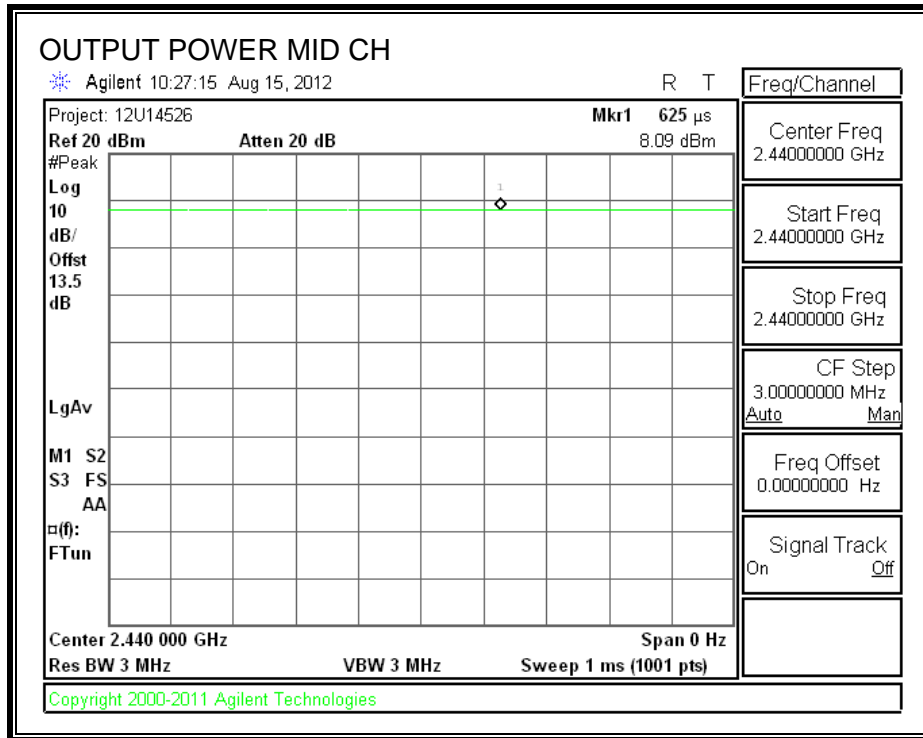 OUTPUT POWER MID CH
Agilent 10:27:15 Aug 15, 2012 R T
Project: 12U14526 Mkr1 625 µs
Ref 20 dBm Atten 20 dB 8.09 dBm
#Peak
Log
10
dB/
Offst
13.5
dB
1
LgAv
M1 S2
S3 FS
AA
¤(f):
FTun
Center 2.440 000 GHz Span 0 Hz
Res BW 3 MHz VBW 3 MHz Sweep 1 ms (1001 pts)
Copyright 2000-2011 Agilent Technologies
Freq/Channel
Center Freq
2.44000000 GHz
Start Freq
2.44000000 GHz
Stop Freq
2.44000000 GHz
CF Step
3.00000000 MHz
Auto Man
Freq Offset
0.00000000 Hz
Signal Track
On Off